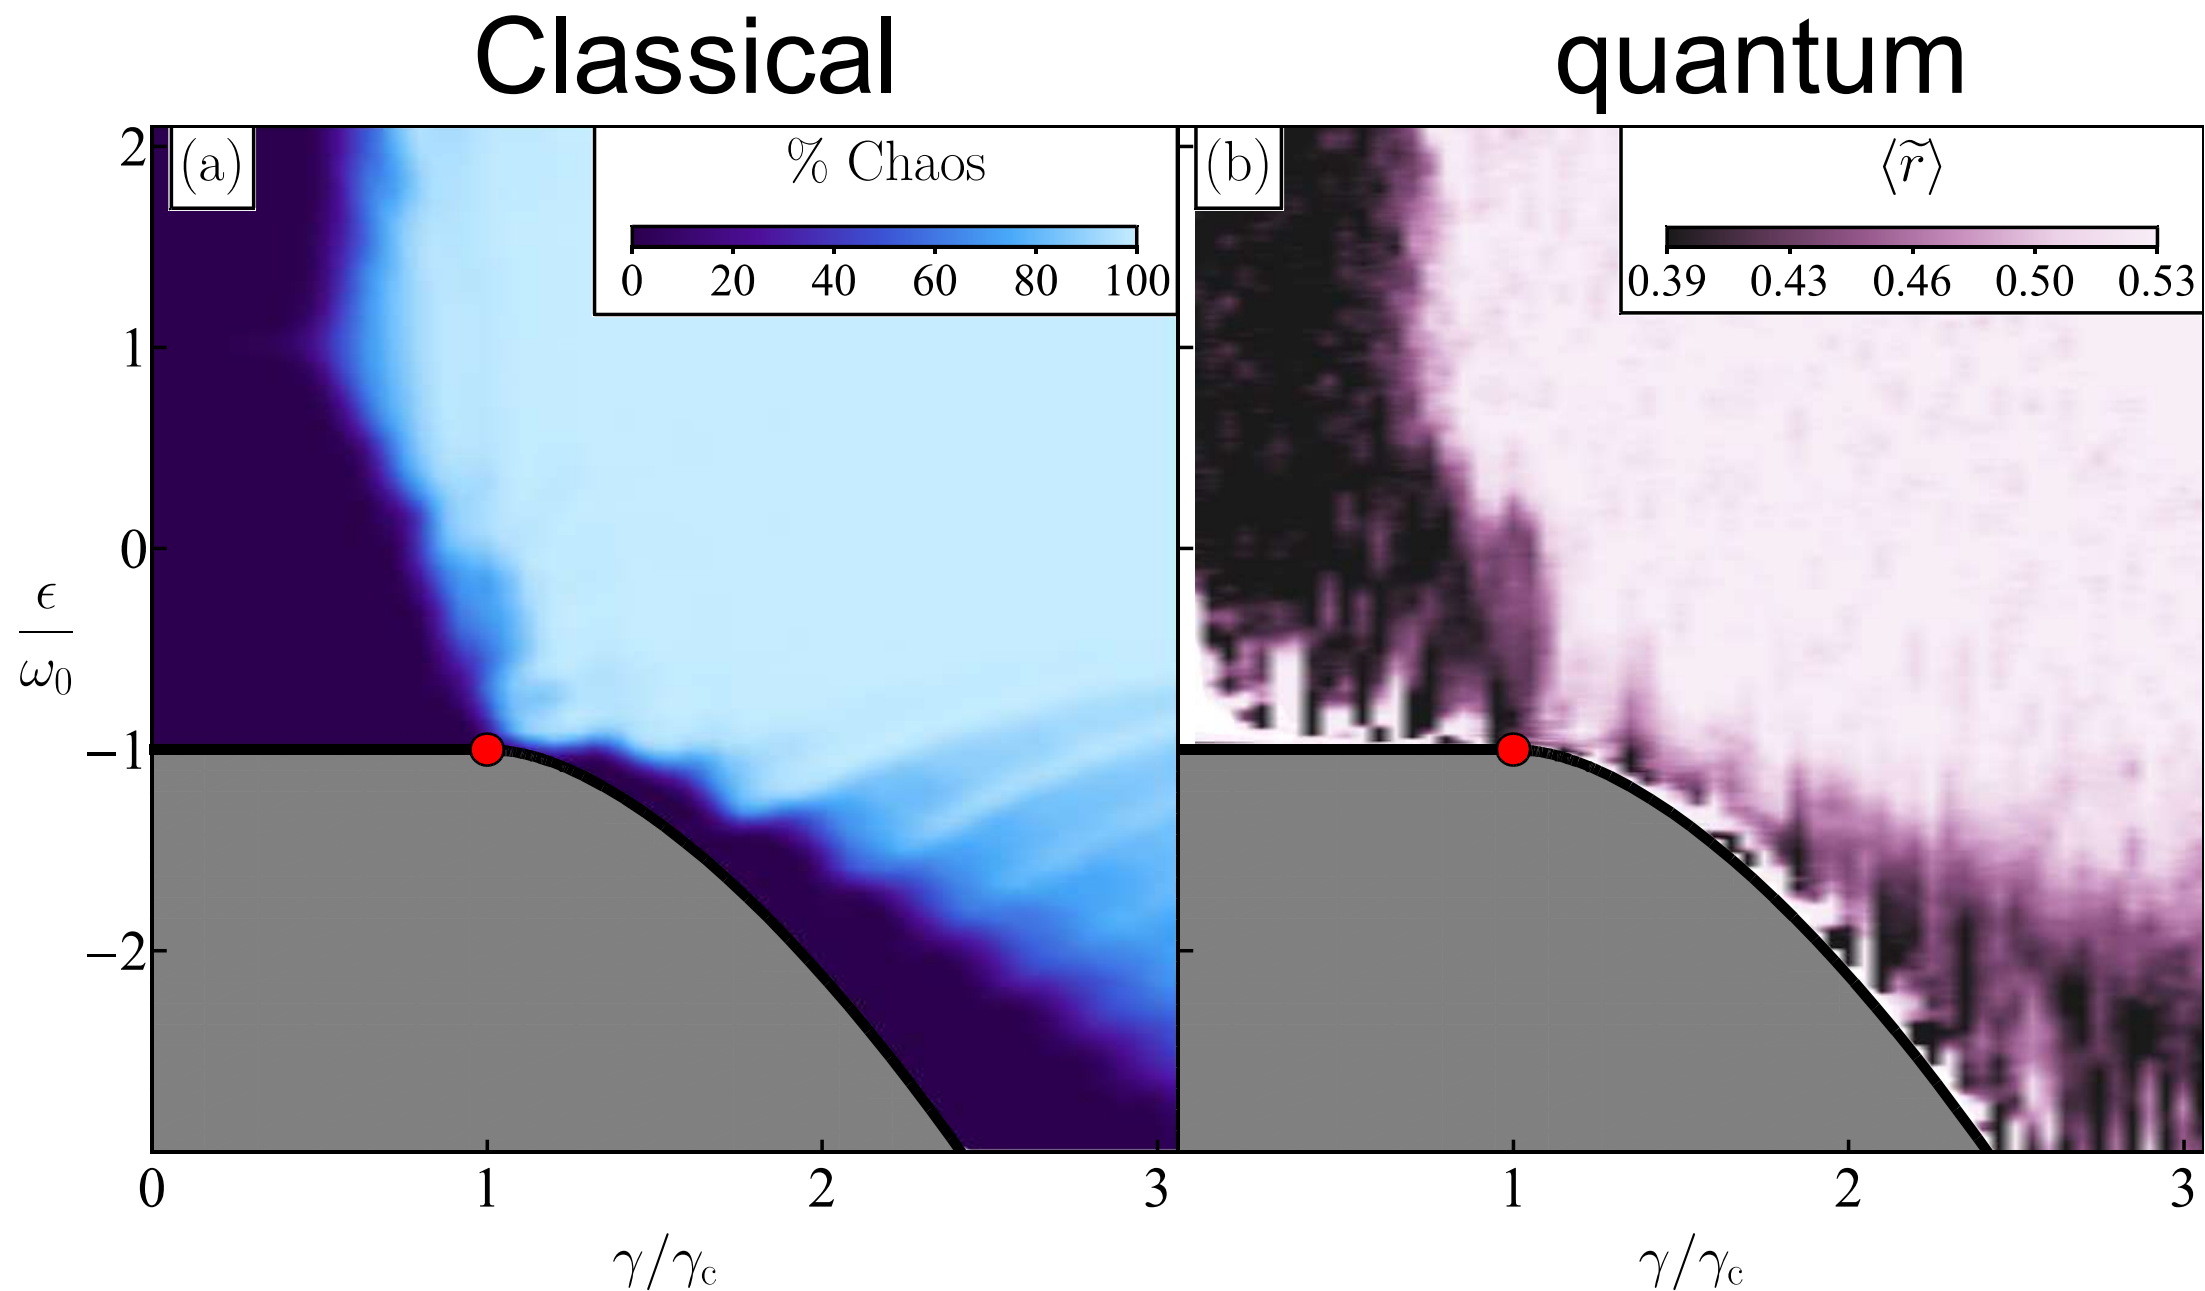 Classical
quantum
(a)
% Chaos
0 20 40 60 80 100
(b)
⟨r̃⟩
0.39 0.43 0.46 0.50 0.53
2
1
0
−1
−2
ϵ
ω₀
0 1 2 3
1 2 3
γ/γc
γ/γc